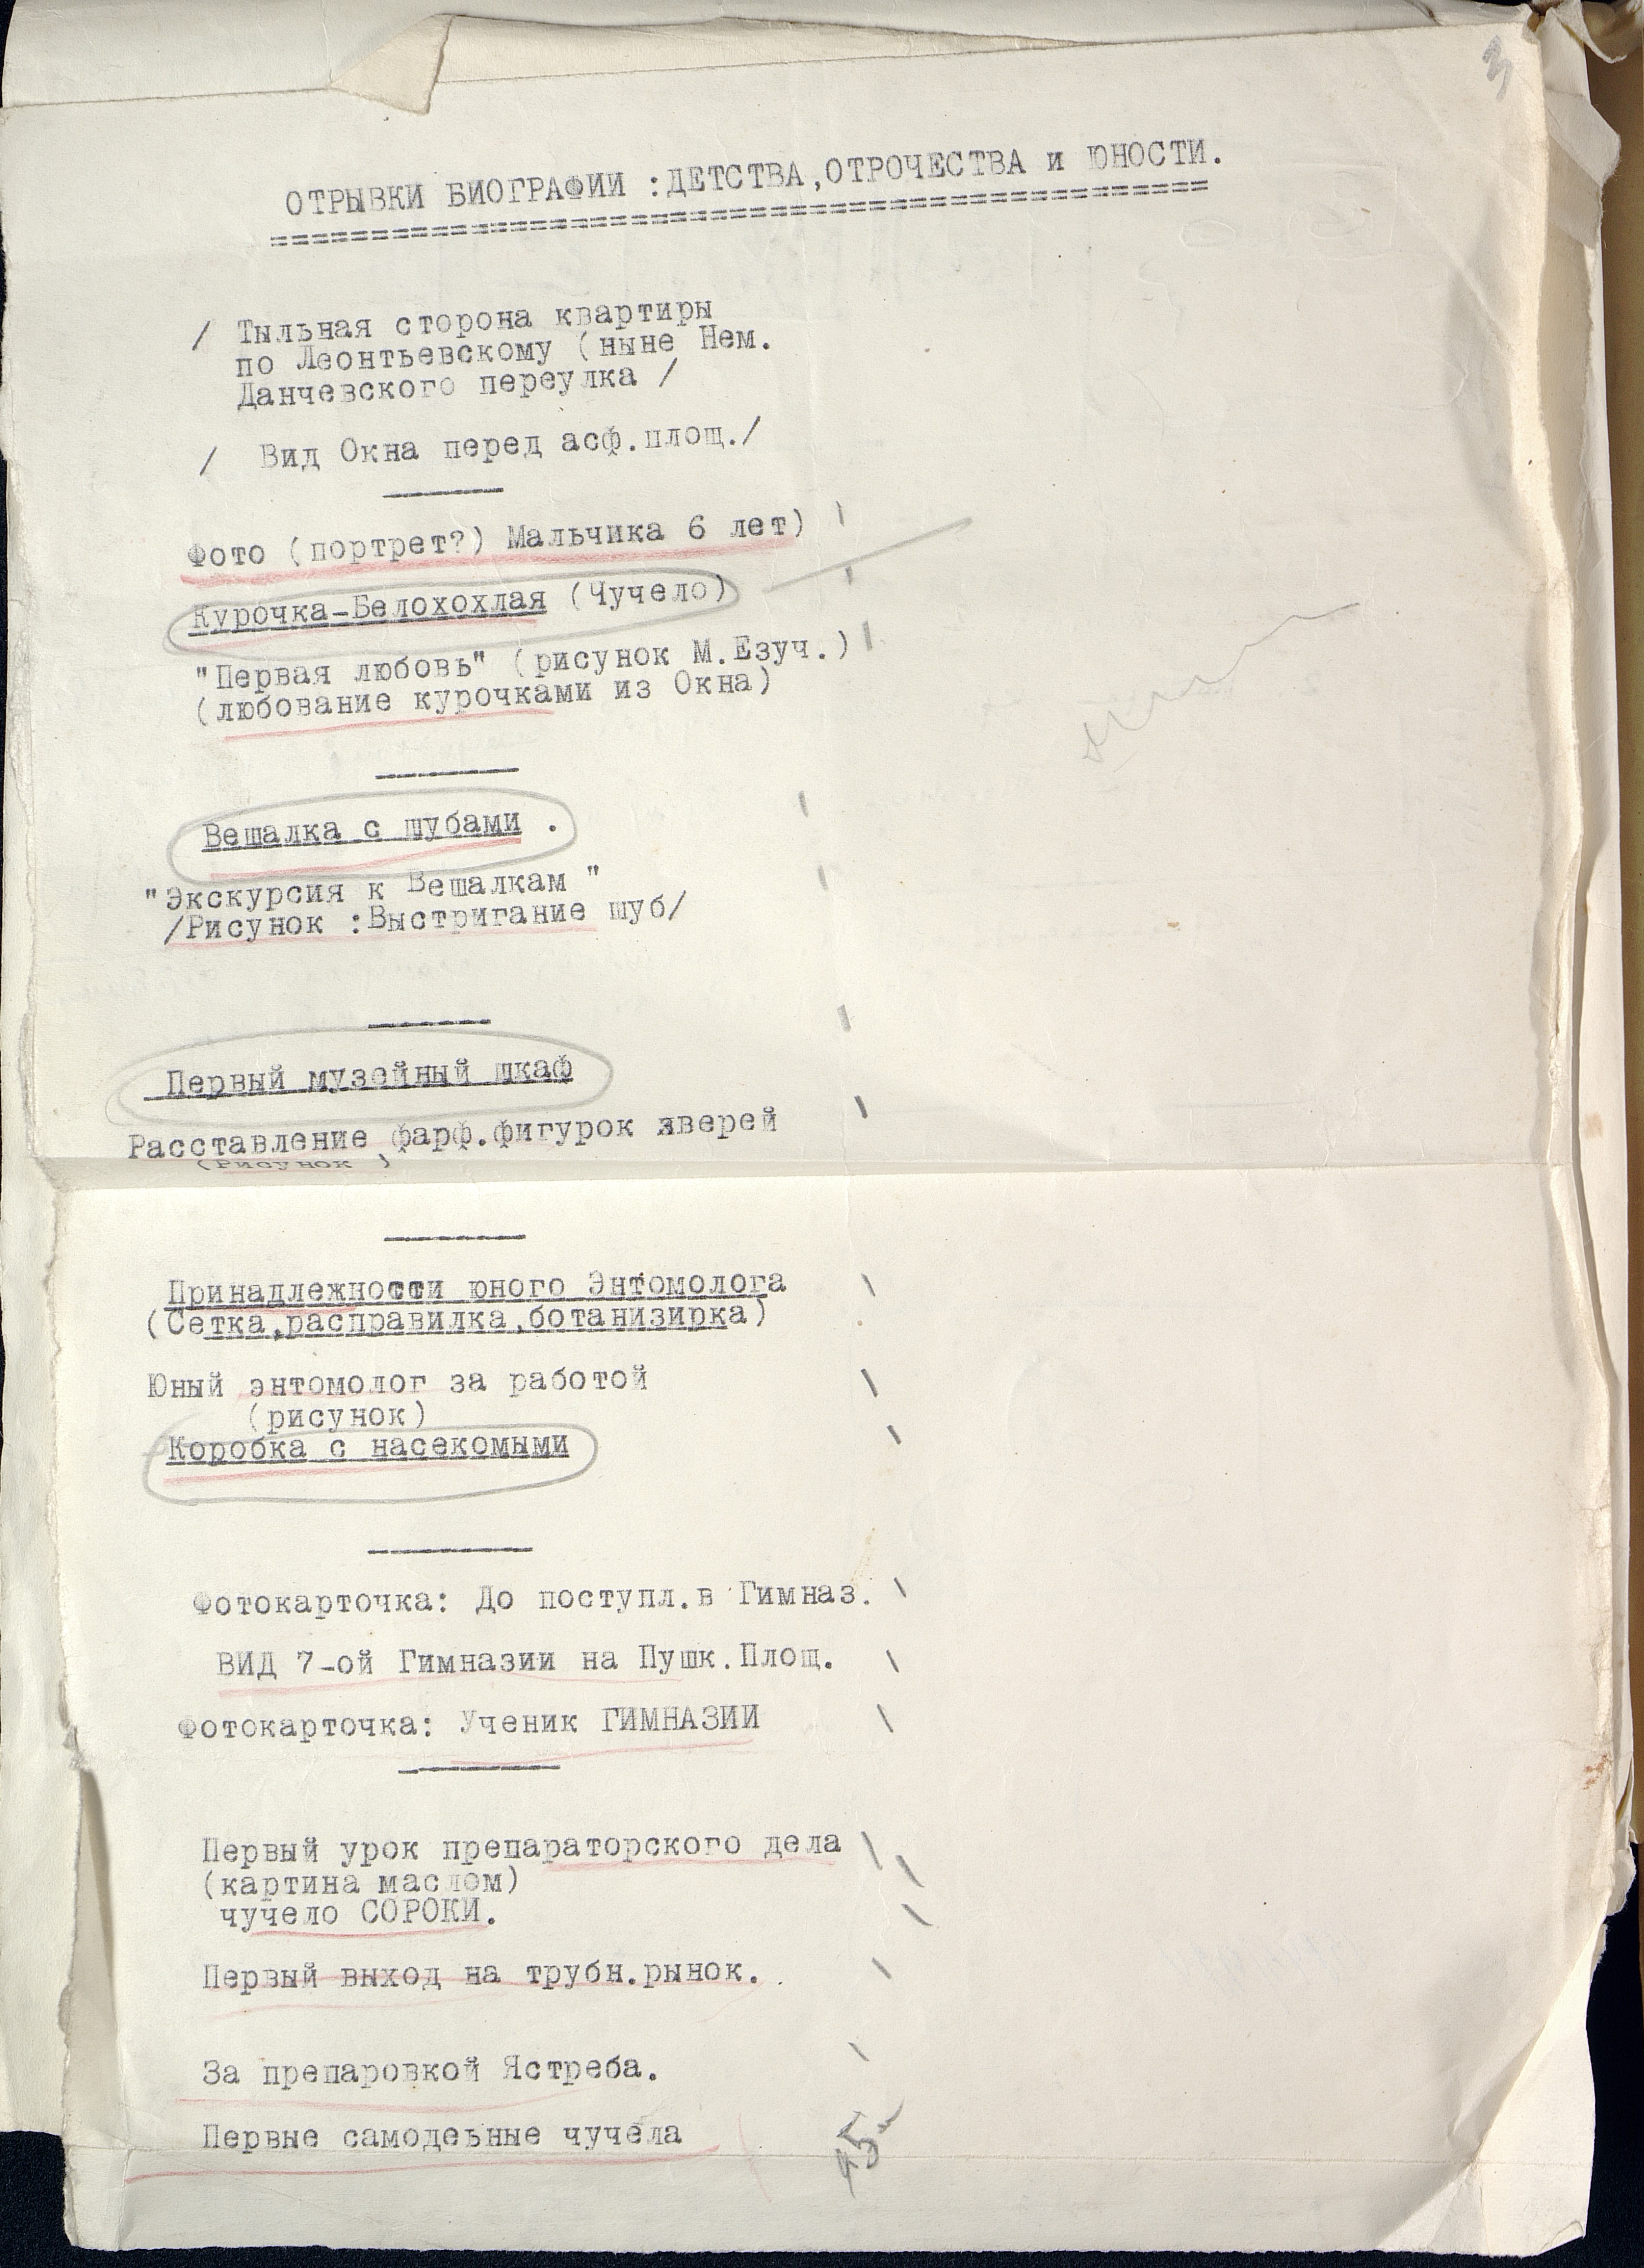 3
ОТРЫВКИ БИОГРАФИИ :ДЕТСТВА,ОТРОЧЕСТВА и ЮНОСТИ.
/ Тыльная сторона квартиры
по Леонтьевскому (ныне Нем.
Данчевского переулка /
/ Вид Окна перед асф.площ./
Фото (портрет?) Мальчика 6 лет)
Курочка-Белохохлая (Чучело)
"Первая любовь" (рисунок М.Езуч.)
(любование курочками из Окна)
Вешалка с шубами .
"Экскурсия к Вешалкам "
/Рисунок :Выстригание шуб/
Первый музейный шкаф
Расставление фарф.фигурок зверей
(Рисунок )
Принадлежности юного Энтомолога
(Сетка,расправилка,ботанизирка)
Юный энтомолог за работой
(рисунок)
Коробка с насекомыми
Фотокарточка: До поступл.в Гимназ.
ВИД 7-ой Гимназии на Пушк.Площ.
Фотокарточка: Ученик ГИМНАЗИИ
Первый урок препараторского дела
(картина маслом)
чучело СОРОКИ.
Первый выход на трубн.рынок.
За препаровкой Ястреба.
Первые самодеьные чучела